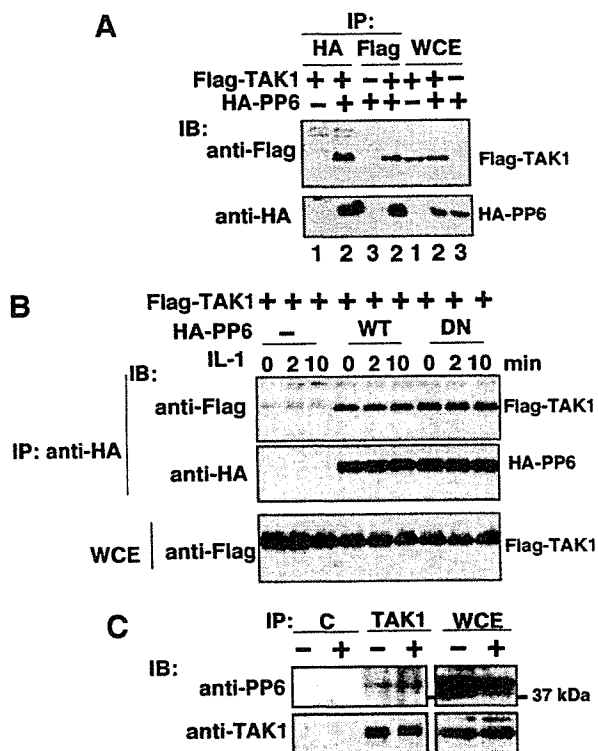 A
IP:
HA Flag WCE
Flag-TAK1 + + - + + + -
HA-PP6 - + + + - + +
IB:
anti-Flag Flag-TAK1
anti-HA HA-PP6
1 2 3 2 1 2 3
B
Flag-TAK1 + + + + + + + + +
HA-PP6 - WT DN
IL-1 0 2 10 0 2 10 0 2 10 min
IB:
anti-Flag Flag-TAK1
IP: anti-HA
anti-HA HA-PP6
WCE anti-Flag Flag-TAK1
C
IP: C TAK1 WCE
- + - + - +
IB:
anti-PP6 - 37 kDa
anti-TAK1